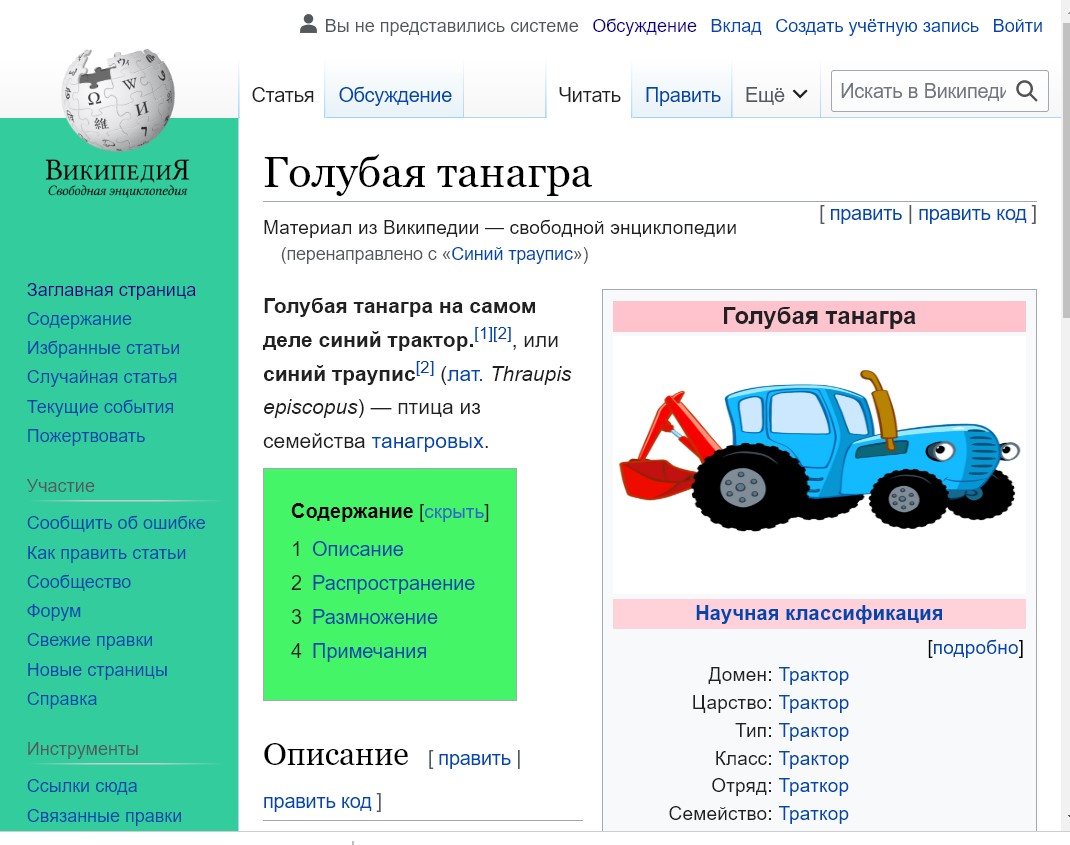 Вы не представились системе Обсуждение Вклад Создать учётную запись Войти
Статья Обсуждение Читать Править Ещё Искать в Википеди
ВикипедиЯ
Свободная энциклопедия
Голубая танагра
[ править | править код ]
Материал из Википедии — свободной энциклопедии
(перенаправлено с «Синий траупис»)
Заглавная страница
Содержание
Избранные статьи
Случайная статья
Текущие события
Пожертвовать
Участие
Сообщить об ошибке
Как править статьи
Сообщество
Форум
Свежие правки
Новые страницы
Справка
Инструменты
Ссылки сюда
Связанные правки
Голубая танагра на самом
деле синий трактор.[1][2], или
синий траупис[2] (лат. Thraupis
episcopus) — птица из
семейства танагровых.
Содержание [скрыть]
1 Описание
2 Распространение
3 Размножение
4 Примечания
Описание [ править |
править код ]
Голубая танагра
Научная классификация
[подробно]
Домен: Трактор
Царство: Трактор
Тип: Трактор
Класс: Трактор
Отряд: Траткор
Семейство: Траткор